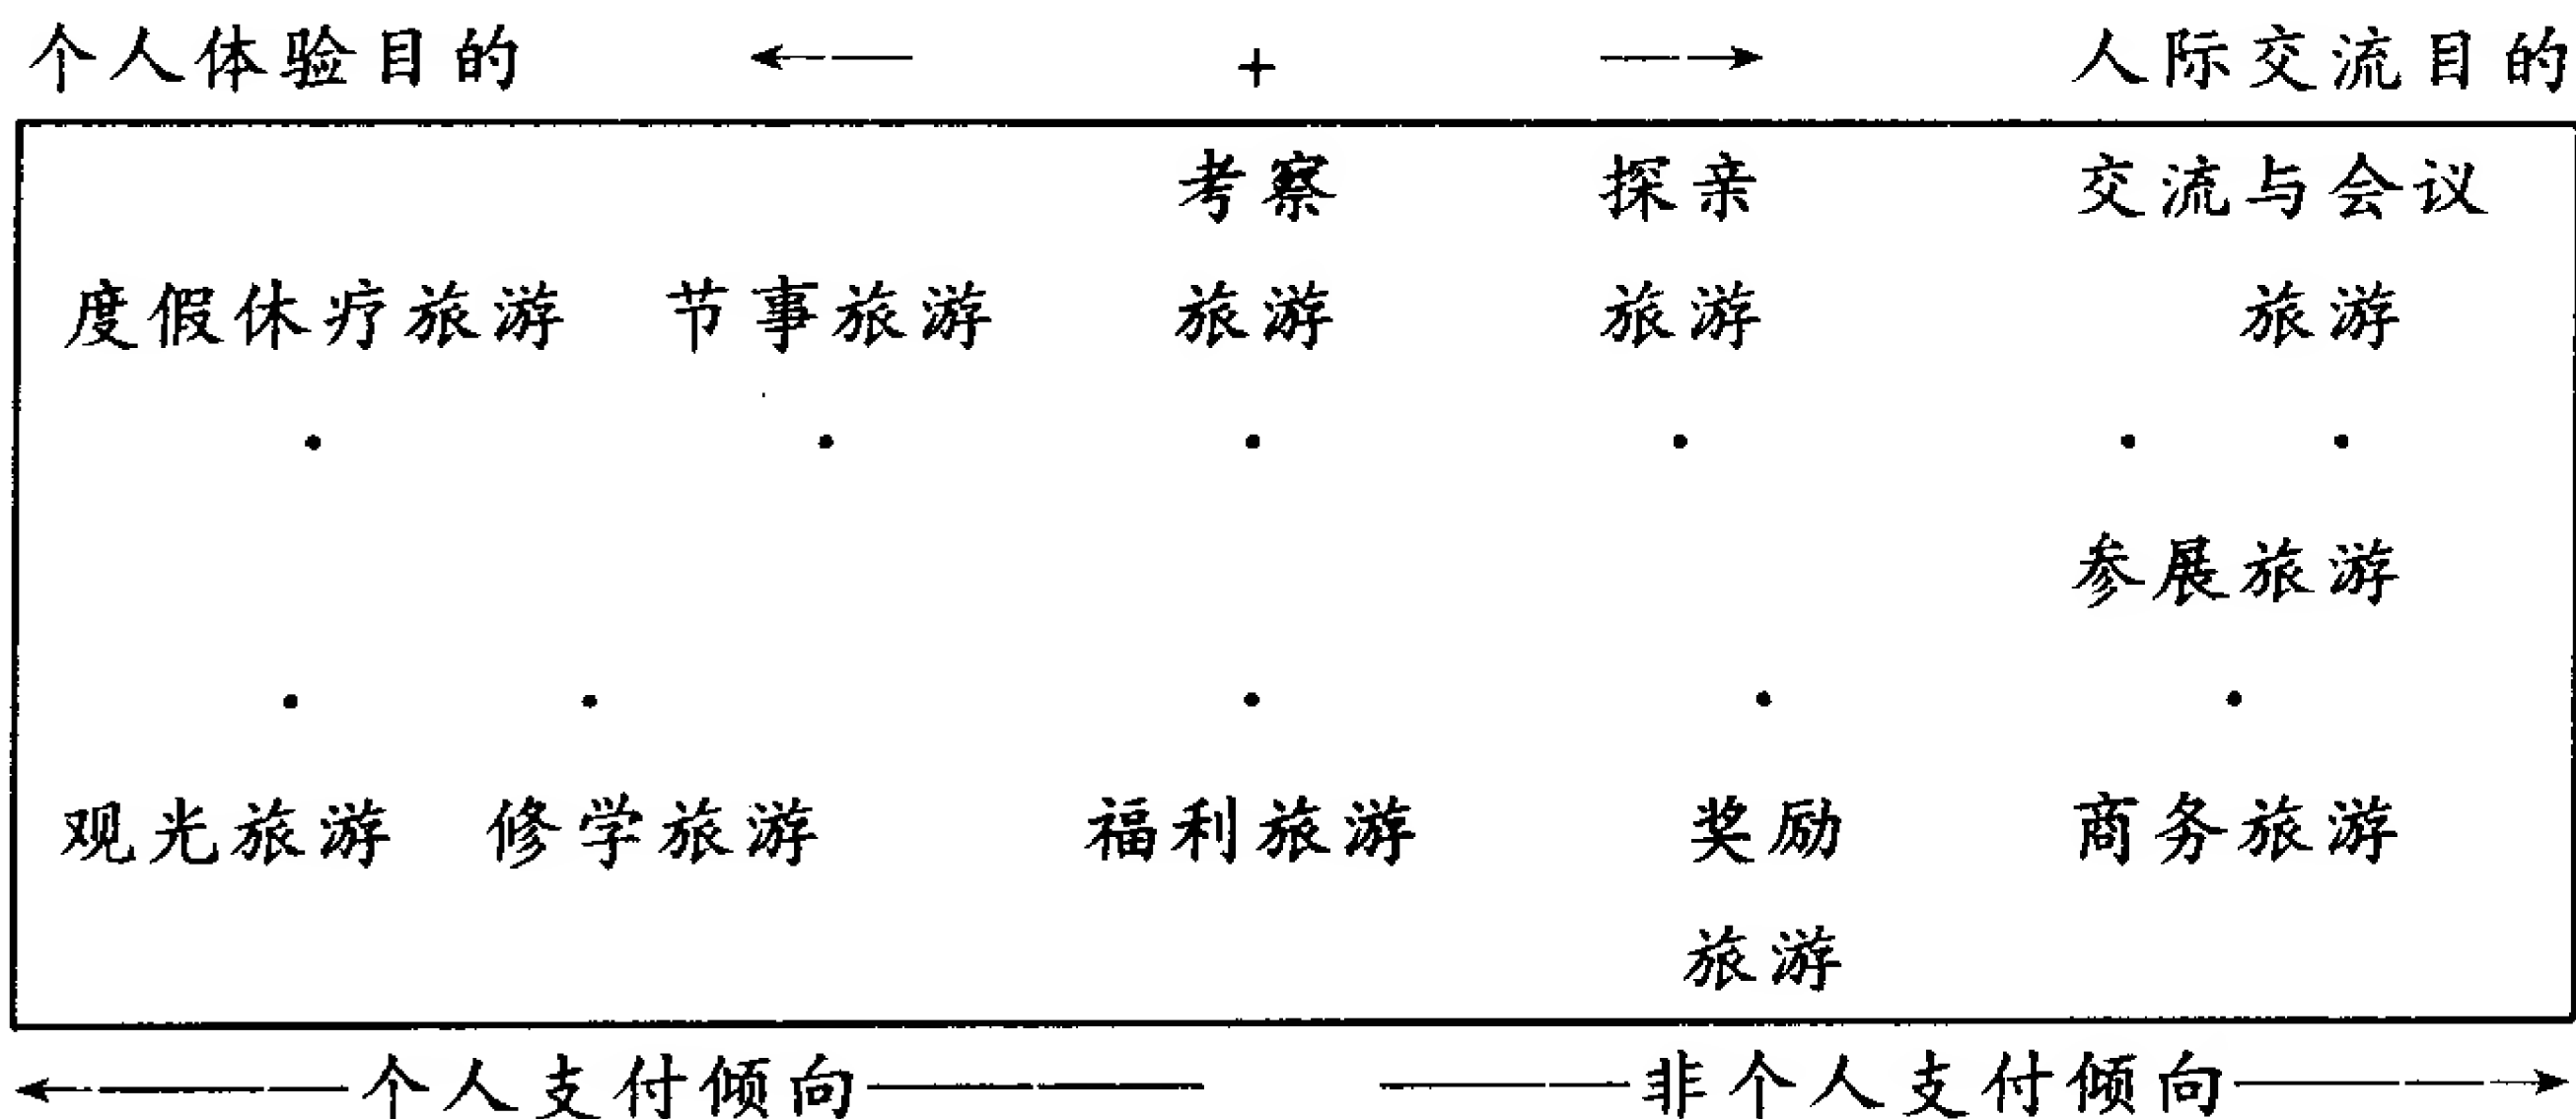 个人体验目的 ← + → 人际交流目的
考察 探亲 交流与会议
度假休疗旅游 节事旅游 旅游 旅游 旅游
参展旅游
观光旅游 修学旅游 福利旅游 奖励 商务旅游
旅游
个人支付倾向 非个人支付倾向